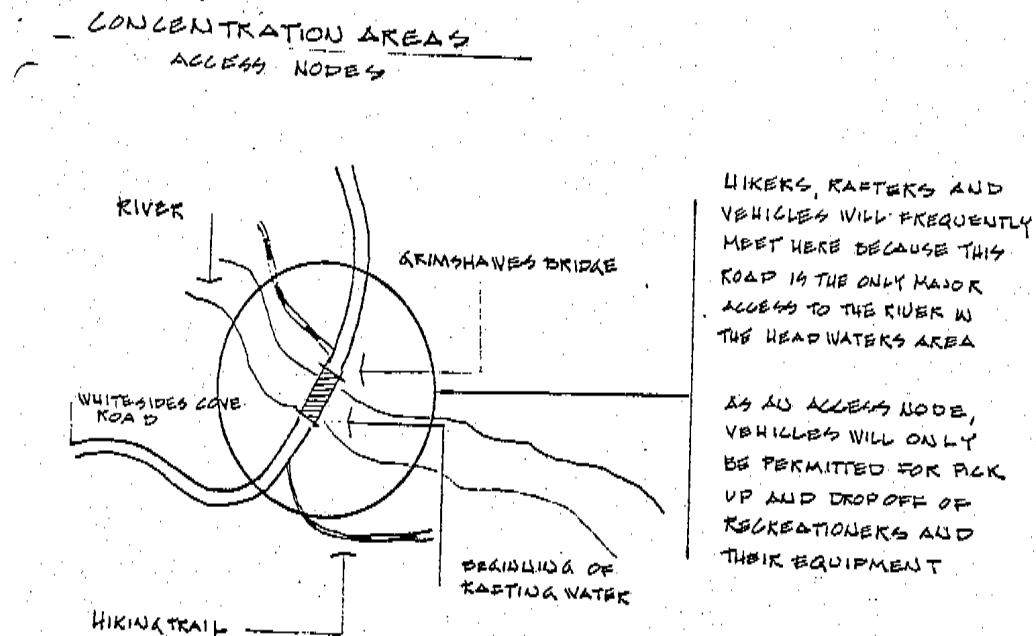 CONCENTRATION AREAS
ACCESS NODES
RIVER
GRIMSHAWES BRIDGE
WHITESIDES COVE
ROAD
BEGINNING OF
RAFTING WATER
HIKING TRAIL
HIKERS, RAFTERS AND
VEHICLES WILL FREQUENTLY
MEET HERE BECAUSE THIS
ROAD IS THE ONLY MAJOR
ACCESS TO THE RIVER IN
THE HEADWATERS AREA
AS AN ACCESS NODE,
VEHICLES WILL ONLY
BE PERMITTED FOR PICK
UP AND DROP OFF OF
RECREATIONERS AND
THEIR EQUIPMENT